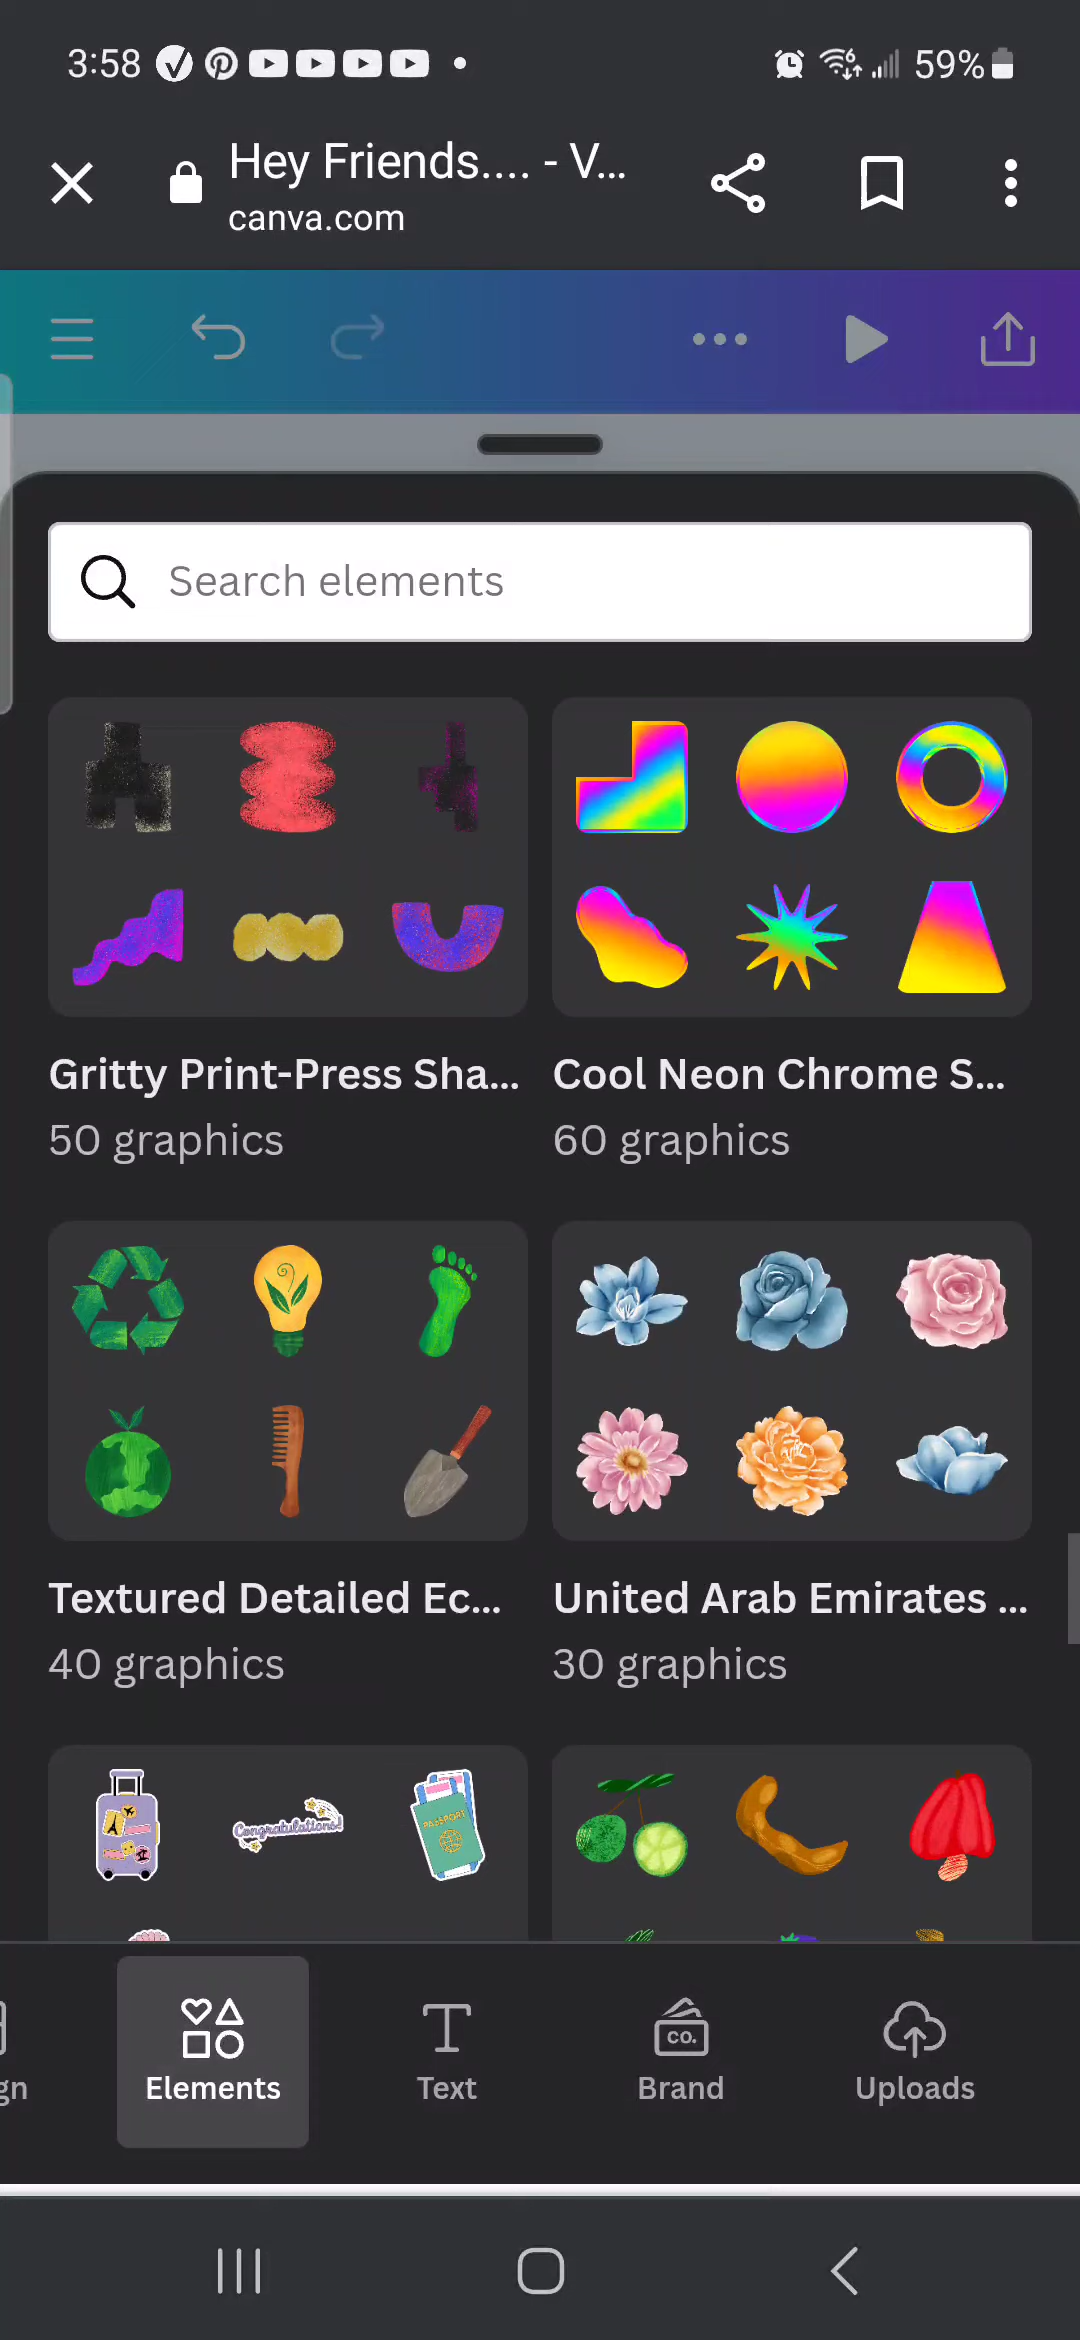 3:58
59%
Hey Friends.... - V...
canva.com
Search elements
Gritty Print-Press Sha...
50 graphics
Cool Neon Chrome S...
60 graphics
Textured Detailed Ec...
40 graphics
United Arab Emirates ...
30 graphics
Congratulations!
PASSPORT
gn
Elements
Text
CO.
Brand
Uploads